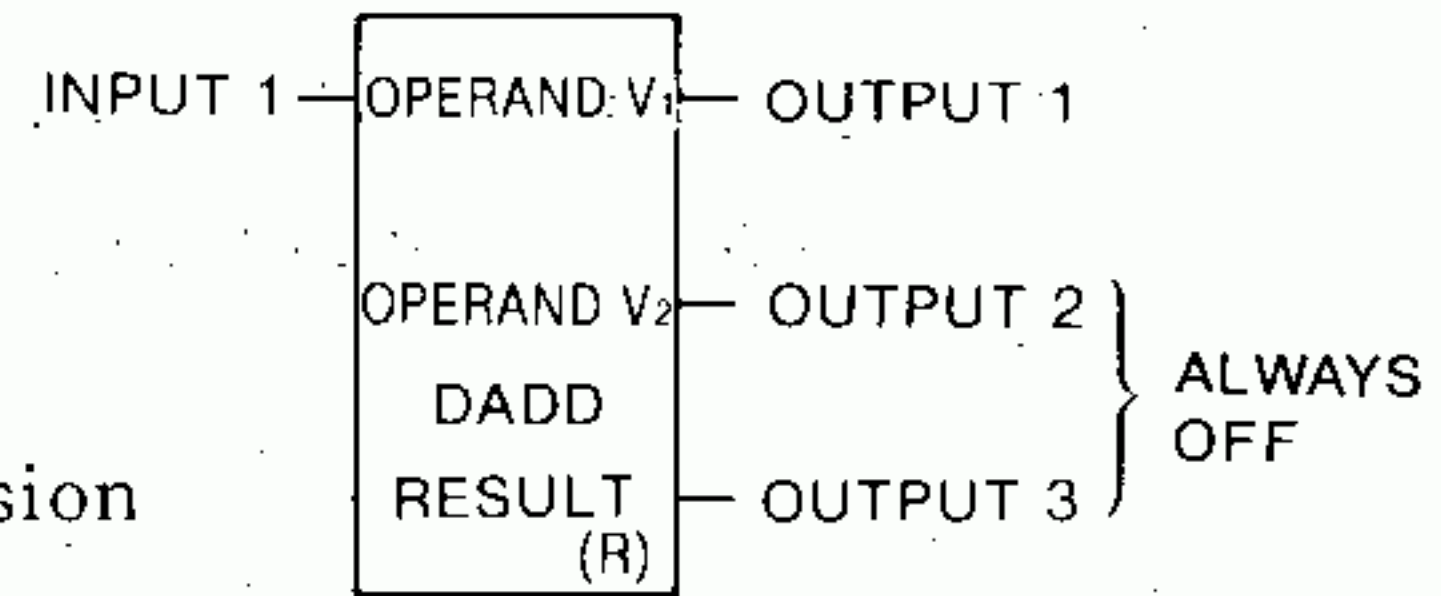 INPUT 1 OPERAND V1 OUTPUT 1
OPERAND V2 OUTPUT 2
ALWAYS
DADD
OFF
sion RESULT OUTPUT 3
(R)